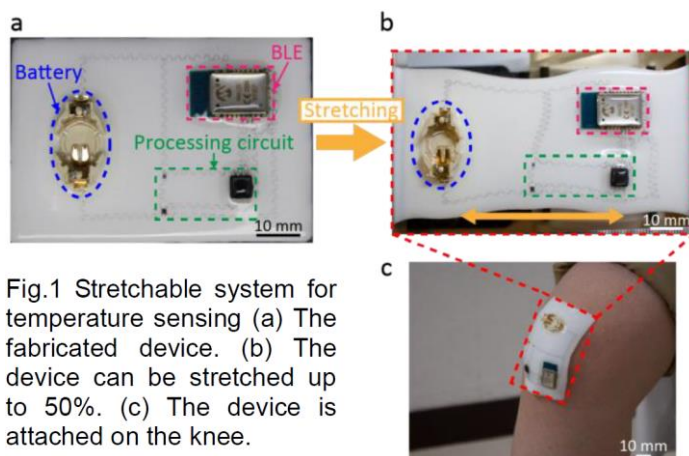 a
b
BLE
Battery
Stretching
Processing circuit
10 mm
10 mm
c
Fig.1 Stretchable system for
temperature sensing (a) The
fabricated device. (b) The
device can be stretched up
to 50%. (c) The device is
attached on the knee.
10 mm